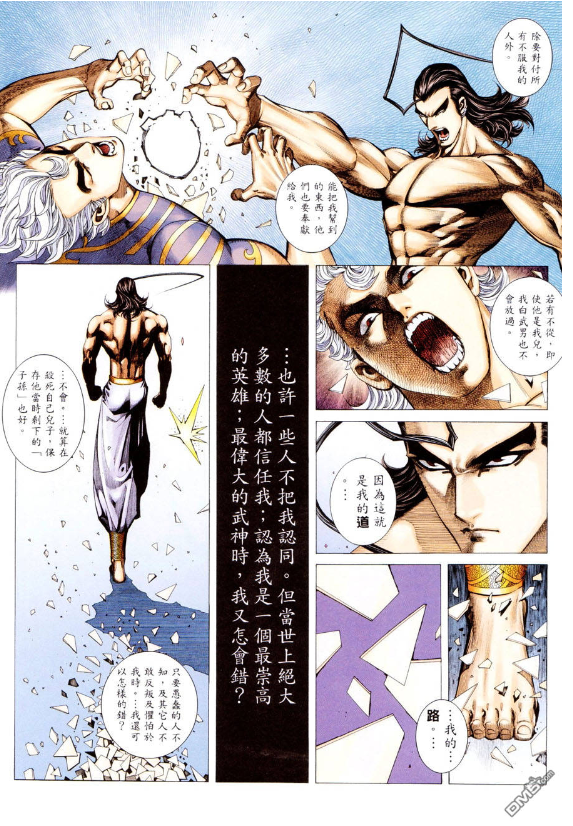 除要對付所
有不服我的
人外。
能把我幫到
的東西，他
們也要奉獻
給我。
若有不從，即
使他是我兒，
我白武男也不
會放過。
因為這就
是我的道
。…
…我的…
路。…
…也許一些人不把我認同。但當世上絕大
多數的人都信任我；認為我是一個最崇高
的英雄；最偉大的武神時，我又怎會錯？
…不會。…就算在
殺死自己兒子，保
存他當時剩下的「
子孫」也好。
只要愚蠢的人不
知，及其它人不
敢反叛及懼怕於
我時。…我還可
以怎樣的錯？
DM5.com